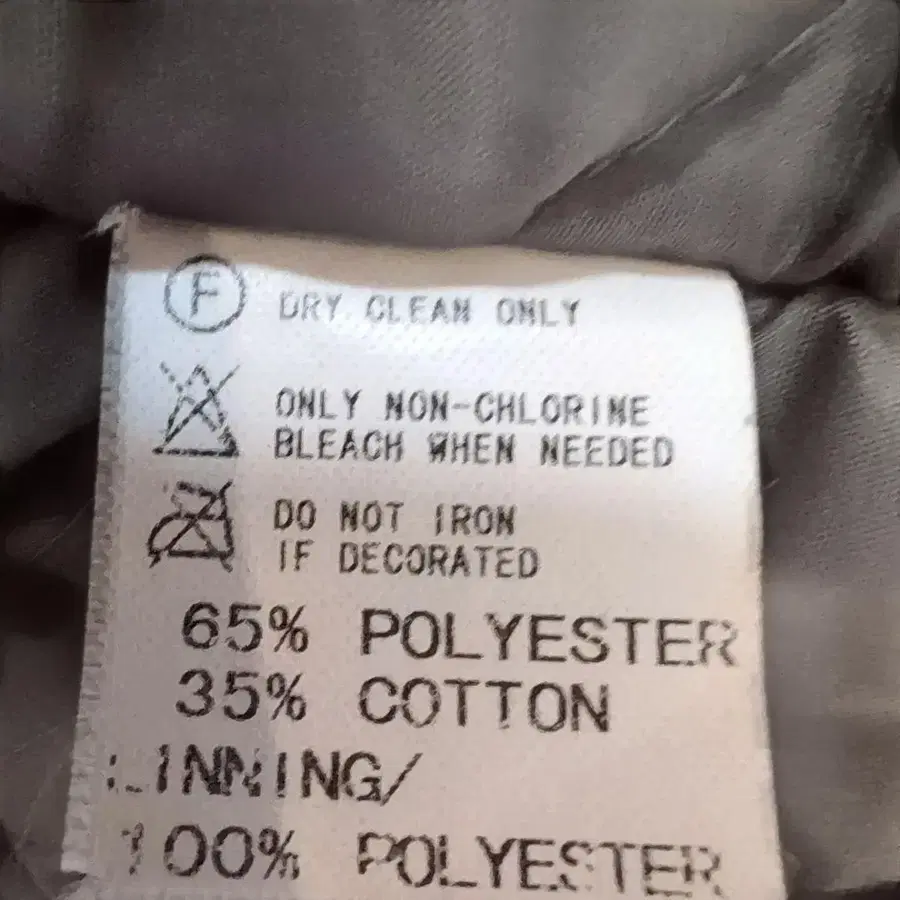 F DRY CLEAN ONLY
ONLY NON-CHLORINE
BLEACH WHEN NEEDED
DO NOT IRON
IF DECORATED
65% POLYESTER
35% COTTON
LINNING/
100% POLYESTER